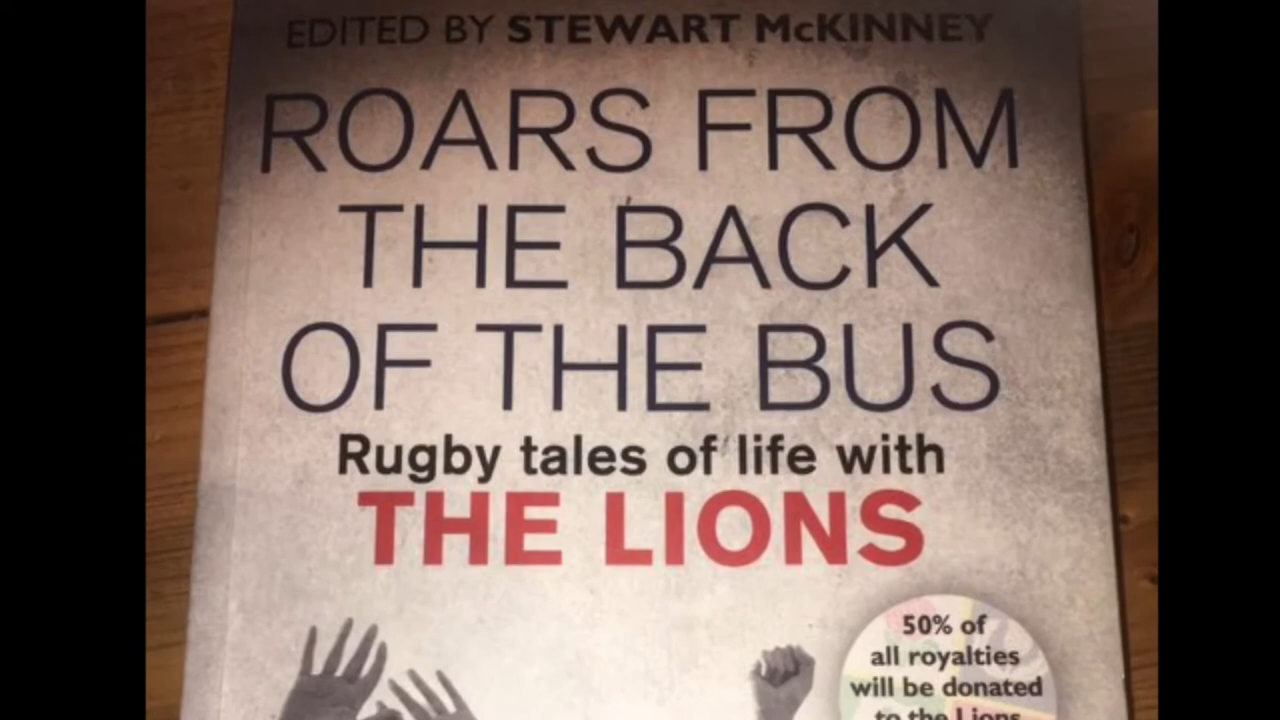 EDITED BY STEWART McKINNEY
ROARS FROM
THE BACK
OF THE BUS
Rugby tales of life with
THE LIONS
50% of
all royalties
will be donated
to the Lions